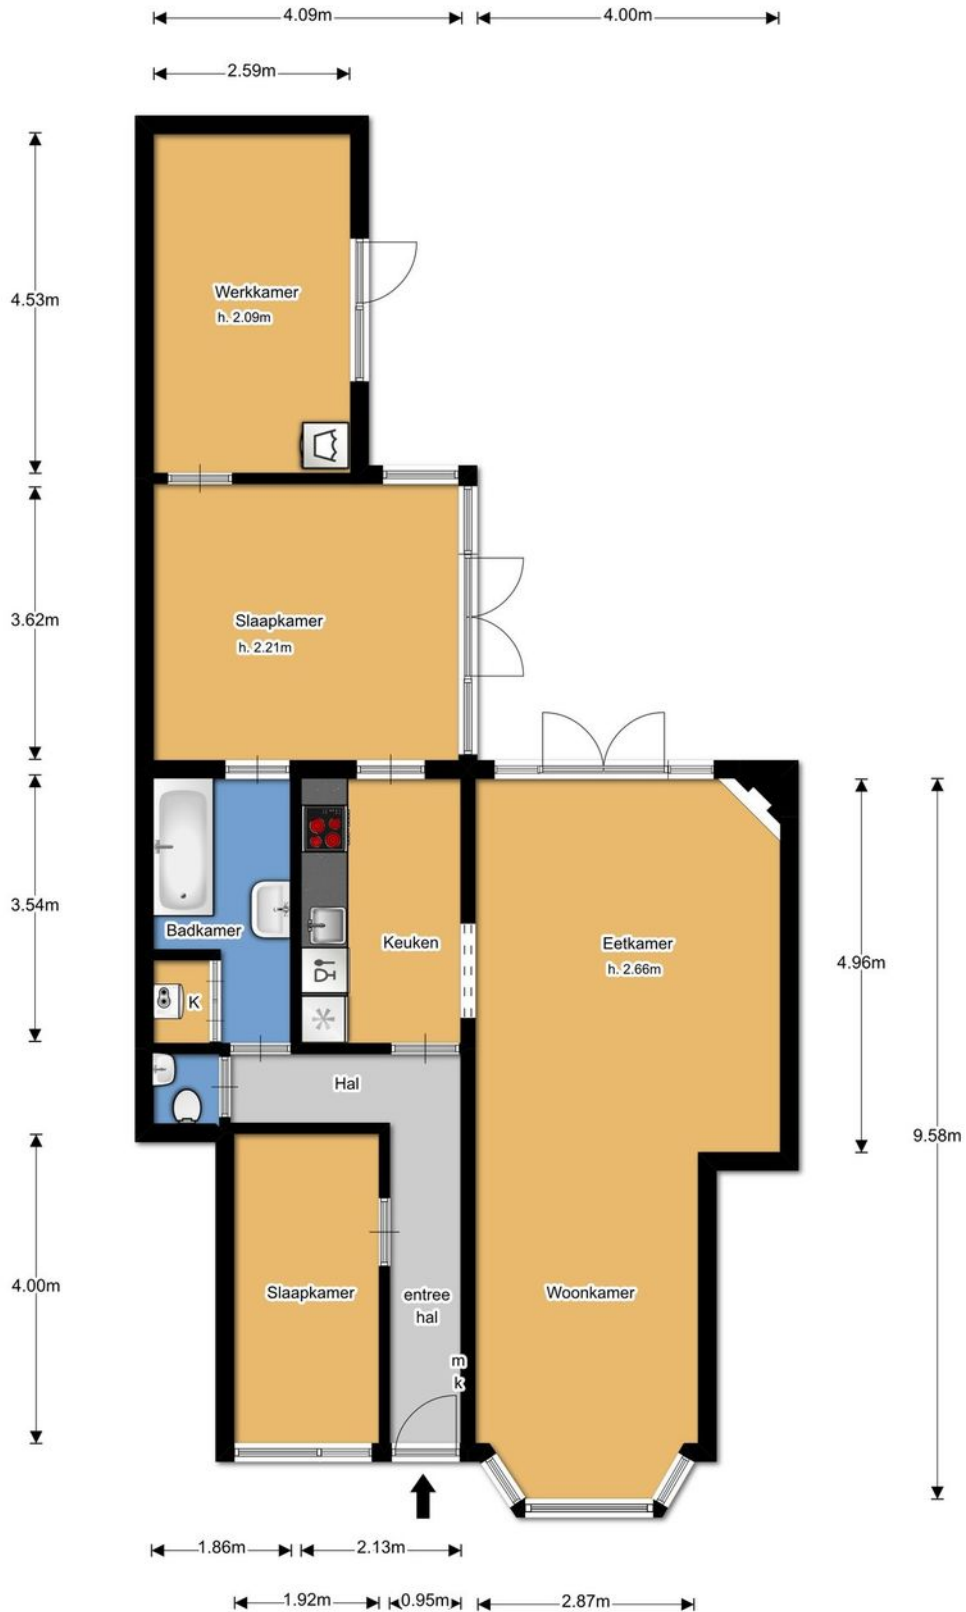 4.09m
4.00m
2.59m
4.53m
Werkkamer
h. 2.09m
3.62m
Slaapkamer
h. 2.21m
3.54m
Badkamer
Keuken
Eetkamer
h. 2.66m
4.96m
K
Hal
9.58m
4.00m
Slaapkamer
entree
hal
Woonkamer
m
k
1.86m
2.13m
1.92m
0.95m
2.87m